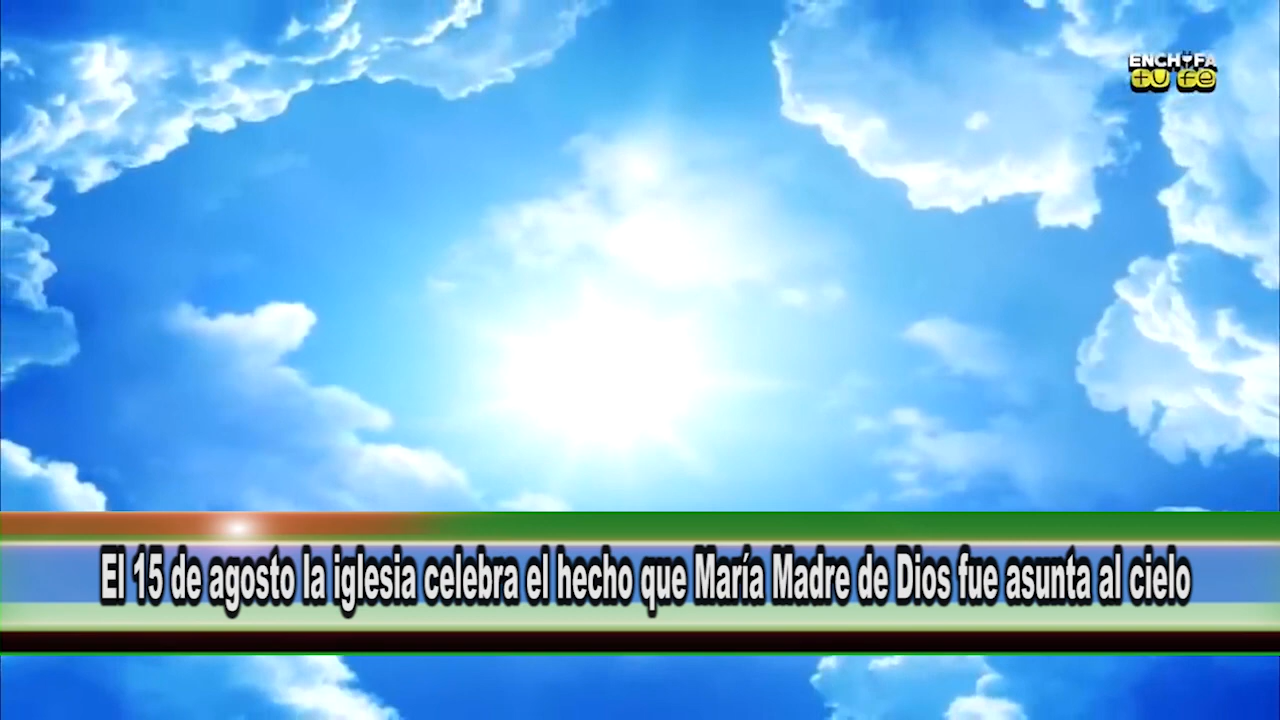 ENCHUFA
tu fe
El 15 de agosto la iglesia celebra el hecho que María Madre de Dios fue asunta al cielo